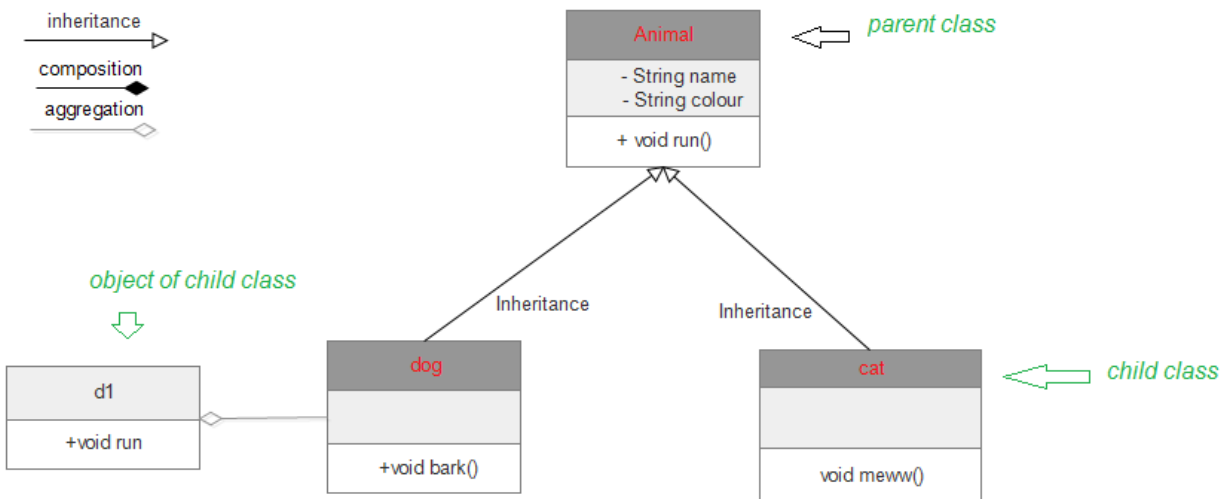 inheritance
composition
aggregation
Animal
- String name
- String colour
+ void run()
parent class
object of child class
Inheritance
Inheritance
d1
+void run
dog
+void bark()
cat
void meww()
child class